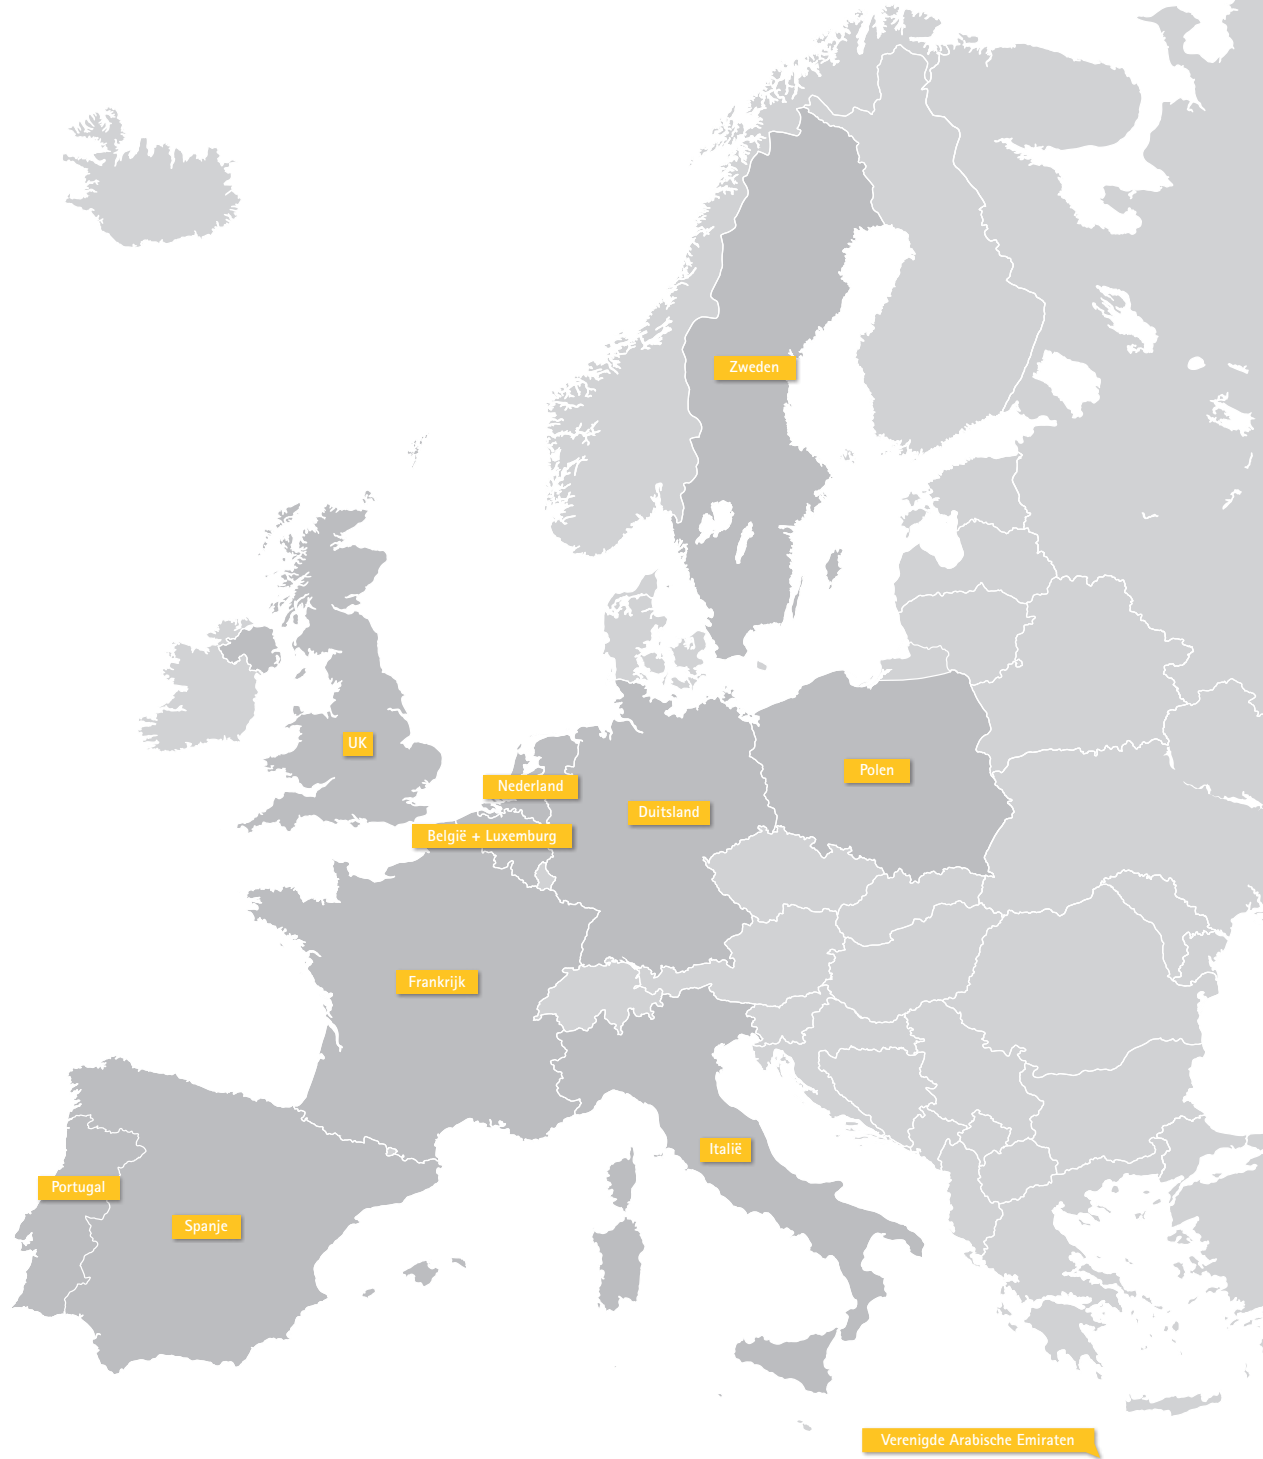 Zweden
UK
Polen
Nederland
Duitsland
België + Luxemburg
Frankrijk
Italië
Portugal
Spanje
Verenigde Arabische Emiraten